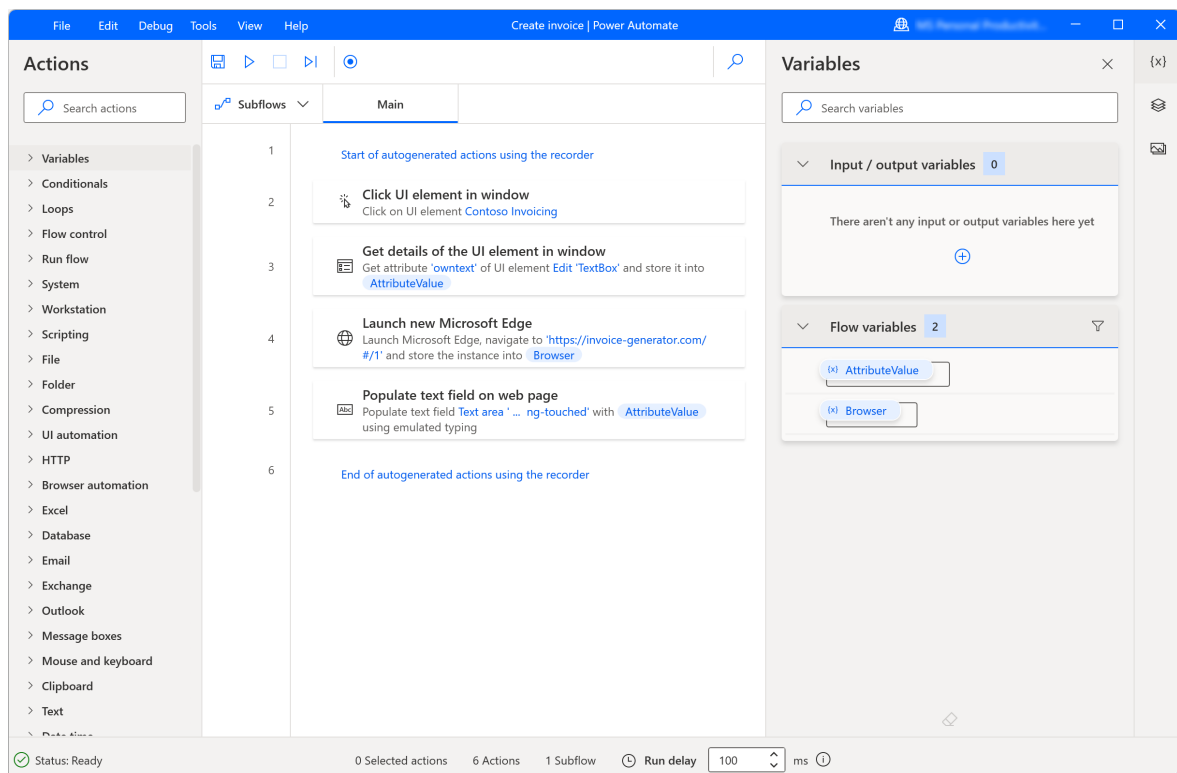 File Edit Debug Tools View Help
Create invoice | Power Automate
Actions
Search actions
Variables
Conditionals
Loops
Flow control
Run flow
System
Workstation
Scripting
File
Folder
Compression
UI automation
HTTP
Browser automation
Excel
Database
Email
Exchange
Outlook
Message boxes
Mouse and keyboard
Clipboard
Text
Subflows
Main
1
Start of autogenerated actions using the recorder
2
Click UI element in window
Click on UI element Contoso Invoicing
3
Get details of the UI element in window
Get attribute 'owntext' of UI element Edit 'TextBox' and store it into
AttributeValue
4
Launch new Microsoft Edge
Launch Microsoft Edge, navigate to 'https://invoice-generator.com/
#/1' and store the instance into Browser
5
Abc
Populate text field on web page
Populate text field Text area ' ... ng-touched' with AttributeValue
using emulated typing
6
End of autogenerated actions using the recorder
Variables
{x}
Search variables
Input / output variables 0
There aren't any input or output variables here yet
Flow variables 2
(x) AttributeValue
(x) Browser
Status: Ready
0 Selected actions
6 Actions
1 Subflow
Run delay
100
ms